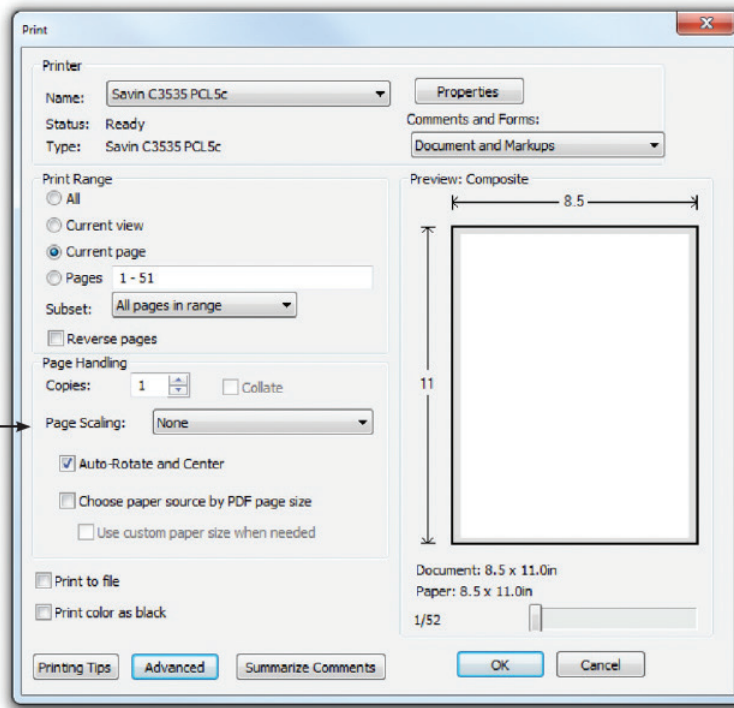 Print
Printer
Name: Savin C3535 PCL5c Properties
Status: Ready Comments and Forms:
Type: Savin C3535 PCL5c Document and Markups
Print Range
All
Current view
Current page
Pages 1 - 51
Subset: All pages in range
Reverse pages
Page Handling
Copies: 1 Collate
Page Scaling: None
Auto-Rotate and Center
Choose paper source by PDF page size
Use custom paper size when needed
Print to file
Print color as black
Preview: Composite
8.5
11
Document: 8.5 x 11.0in
Paper: 8.5 x 11.0in
1/52
Printing Tips Advanced Summarize Comments OK Cancel